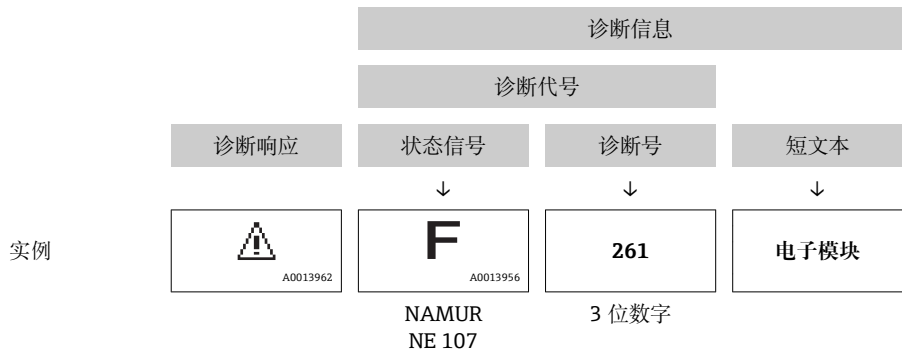 诊断信息
诊断代号
诊断响应 状态信号 诊断号 短文本
↓ ↓ ↓
实例 A0013962 F A0013956 261 电子模块
NAMUR 3 位数字
NE 107